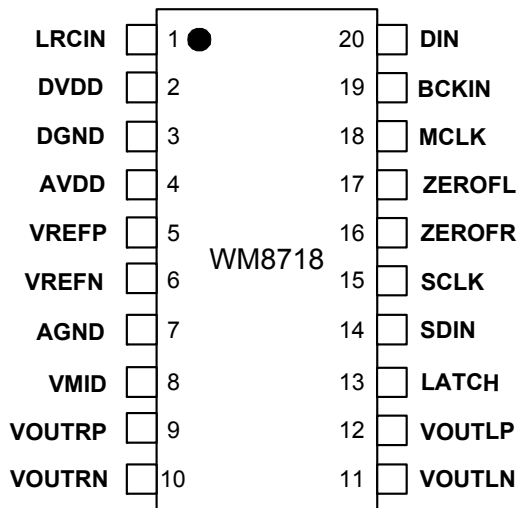 LRCIN 1 20 DIN
DVDD 2 19 BCKIN
DGND 3 18 MCLK
AVDD 4 17 ZEROFL
VREFP 5 16 ZEROFR
WM8718
VREFN 6 15 SCLK
AGND 7 14 SDIN
VMID 8 13 LATCH
VOUTRP 9 12 VOUTLP
VOUTRN 10 11 VOUTLN